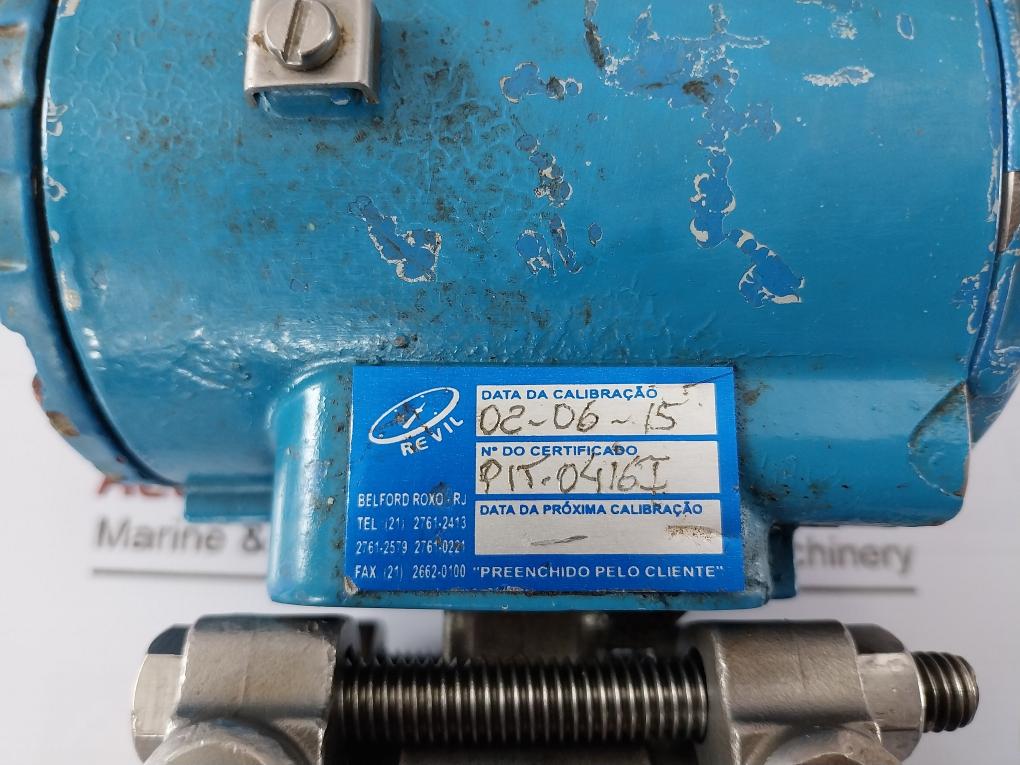 REVIL
DATA DA CALIBRAÇÃO
02-06-15
Nº DO CERTIFICADO
PIT-0416I
DATA DA PRÓXIMA CALIBRAÇÃO
BELFORD ROXO - RJ
TEL (21) 2761-2413
2761-2579 2761-0221
FAX (21) 2662-0100 "PREENCHIDO PELO CLIENTE"
Marine &